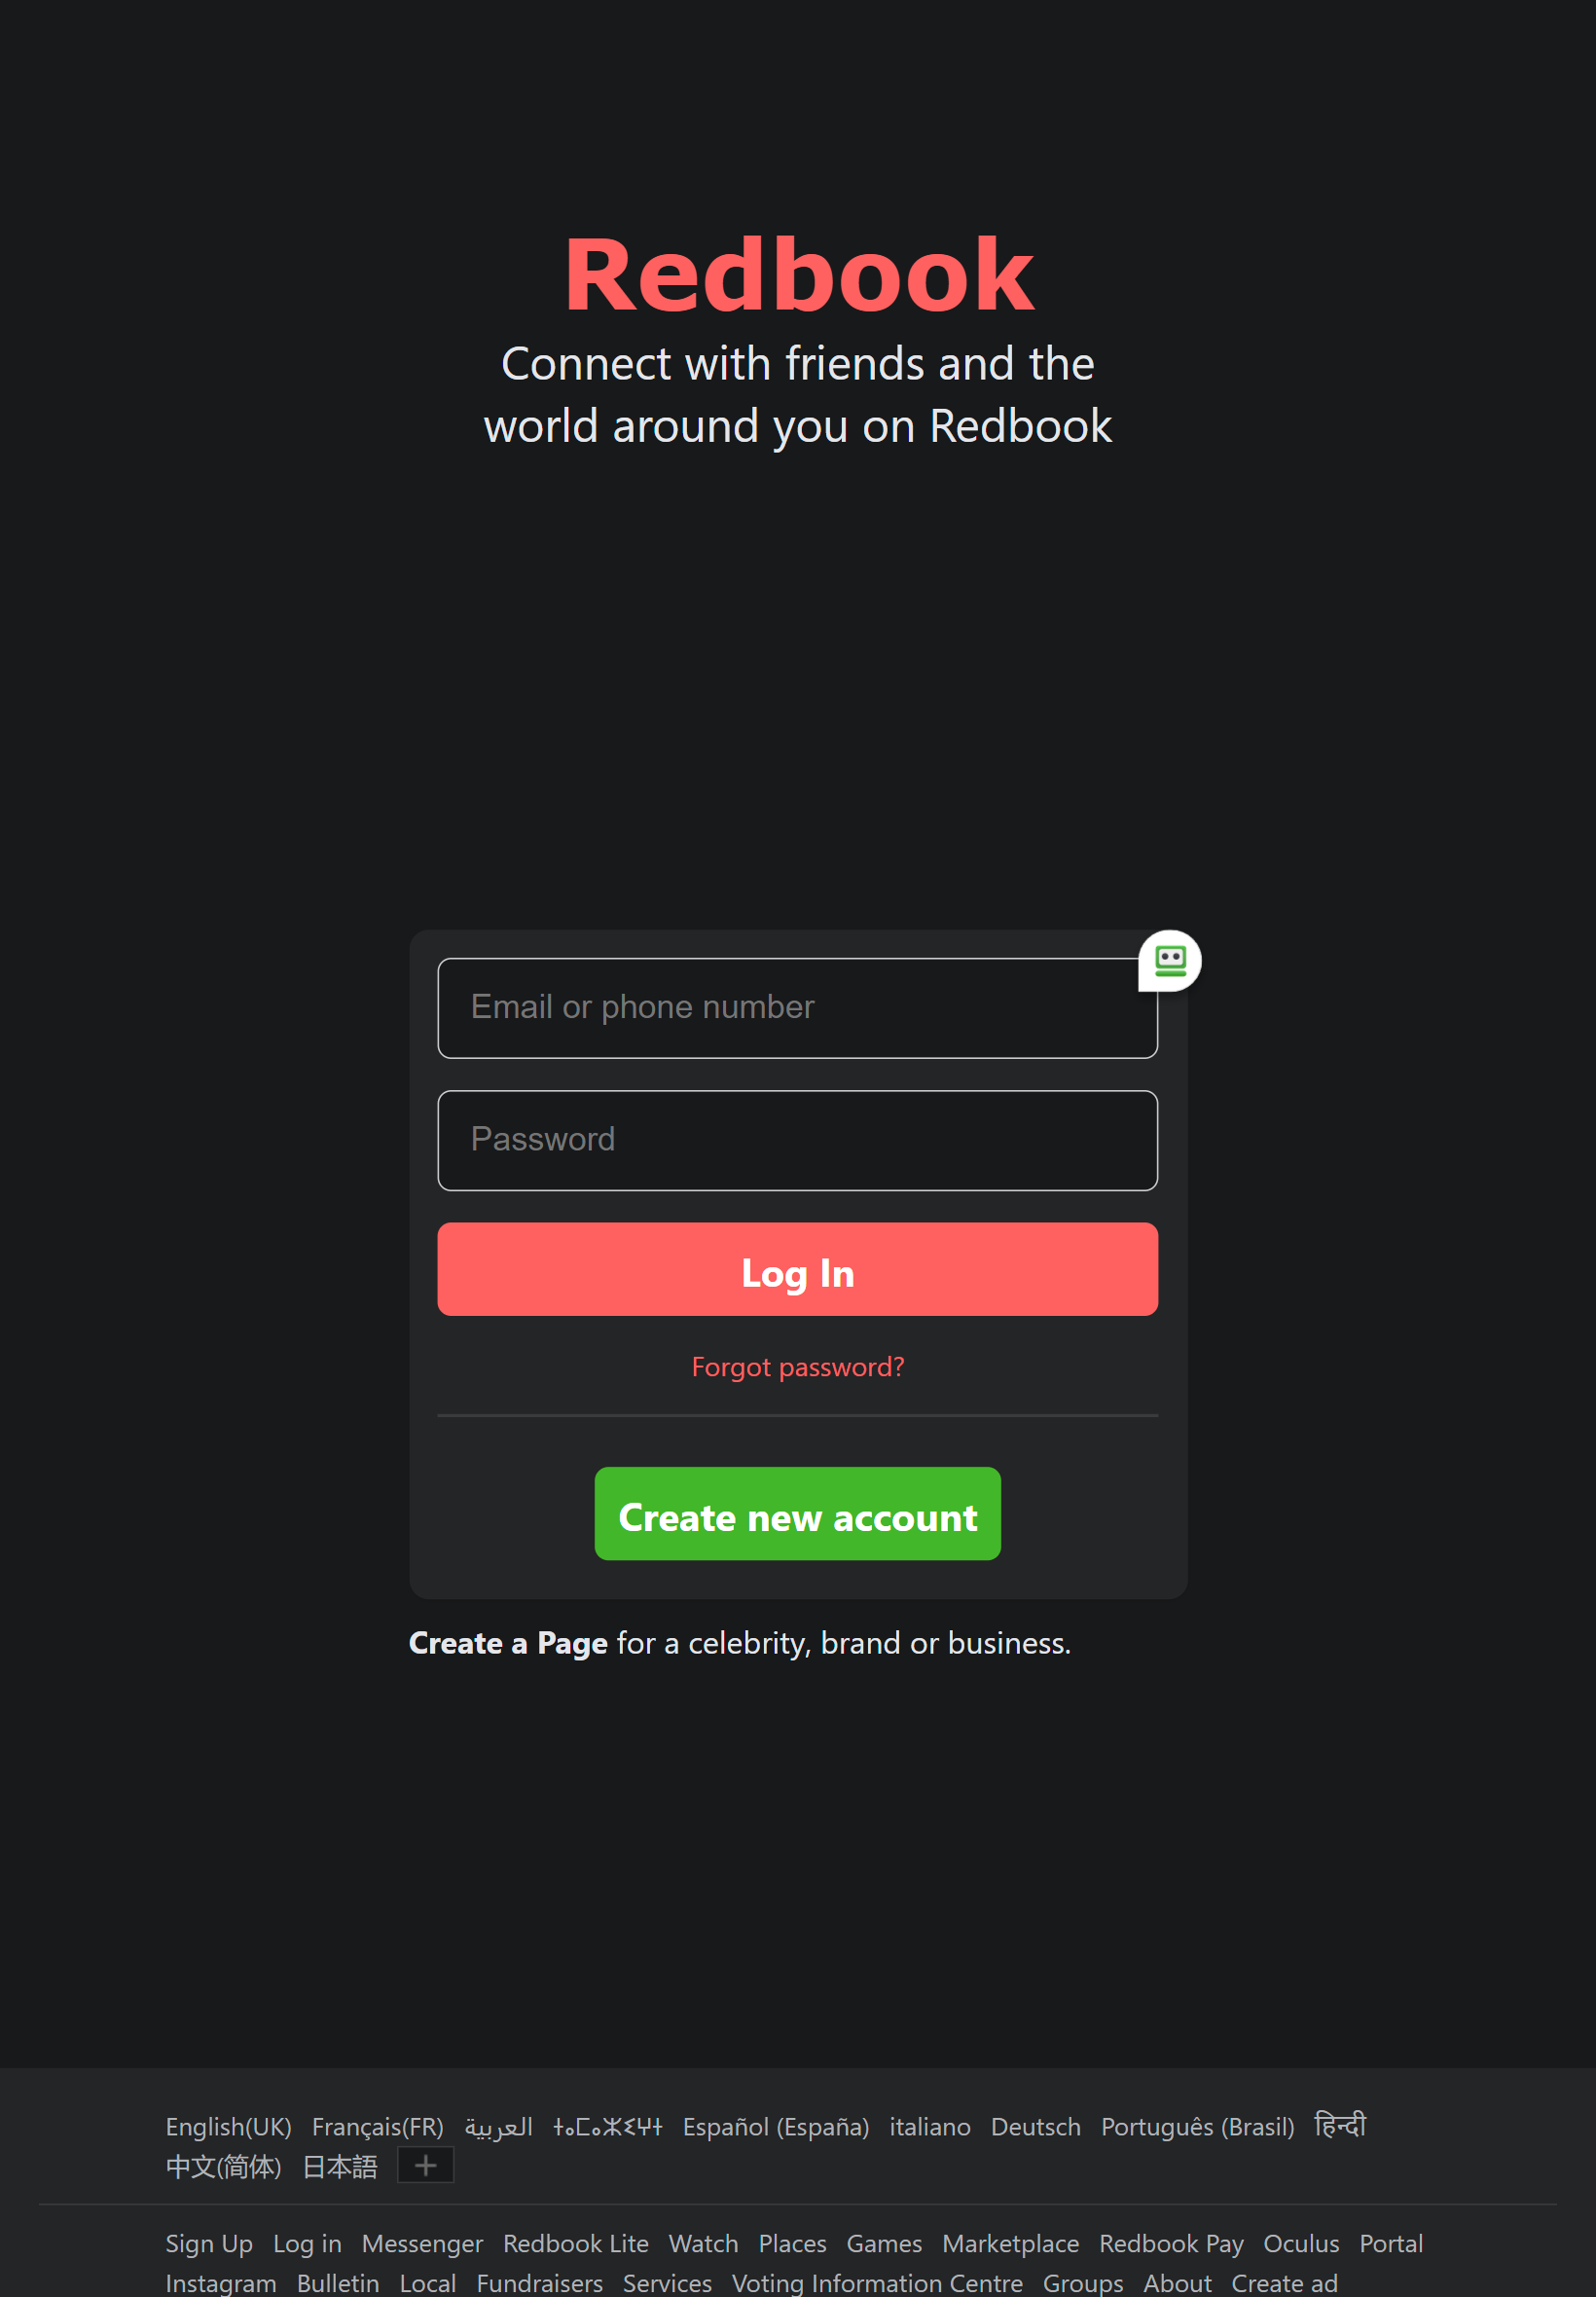 Redbook
Connect with friends and the
world around you on Redbook
Email or phone number
Password
Log In
Forgot password?
Create new account
Create a Page for a celebrity, brand or business.
English(UK) Français(FR) العربية ⵜⴰⵎⴰⵣⵉⵖⵜ Español (España) italiano Deutsch Português (Brasil) हिन्दी
中文(简体) 日本語
Sign Up Log in Messenger Redbook Lite Watch Places Games Marketplace Redbook Pay Oculus Portal
Instagram Bulletin Local Fundraisers Services Voting Information Centre Groups About Create ad